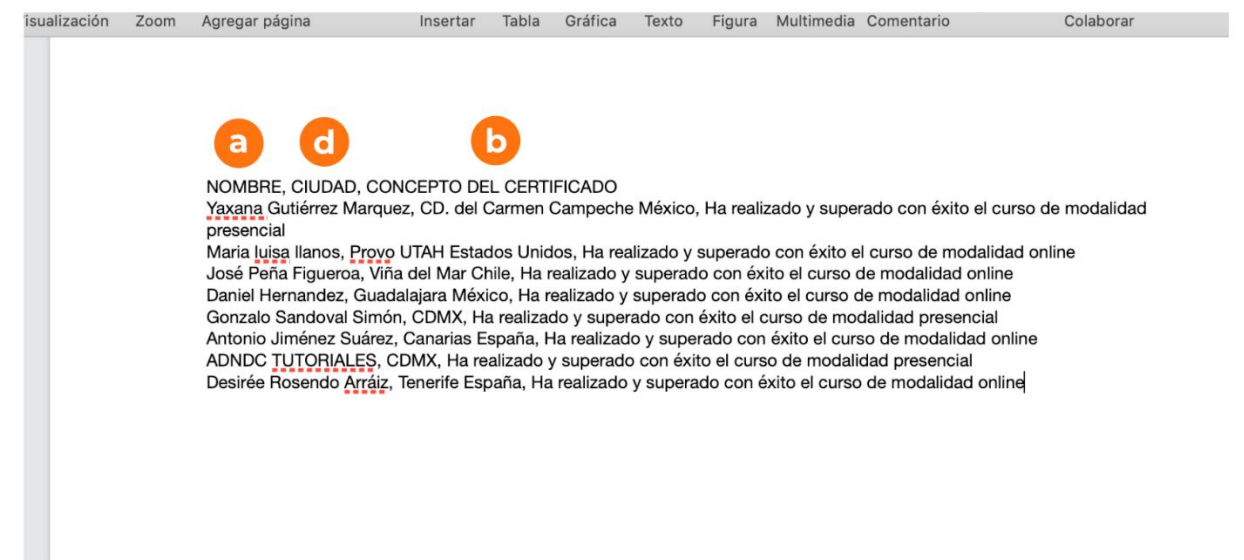 isualización Zoom Agregar página Insertar Tabla Gráfica Texto Figura Multimedia Comentario Colaborar
a d b
NOMBRE, CIUDAD, CONCEPTO DEL CERTIFICADO
Yaxana Gutiérrez Marquez, CD. del Carmen Campeche México, Ha realizado y superado con éxito el curso de modalidad
presencial
Maria luisa llanos, Provo UTAH Estados Unidos, Ha realizado y superado con éxito el curso de modalidad online
José Peña Figueroa, Viña del Mar Chile, Ha realizado y superado con éxito el curso de modalidad online
Daniel Hernandez, Guadalajara México, Ha realizado y superado con éxito el curso de modalidad online
Gonzalo Sandoval Simón, CDMX, Ha realizado y superado con éxito el curso de modalidad presencial
Antonio Jiménez Suárez, Canarias España, Ha realizado y superado con éxito el curso de modalidad online
ADNDC TUTORIALES, CDMX, Ha realizado y superado con éxito el curso de modalidad presencial
Desirée Rosendo Arráiz, Tenerife España, Ha realizado y superado con éxito el curso de modalidad online